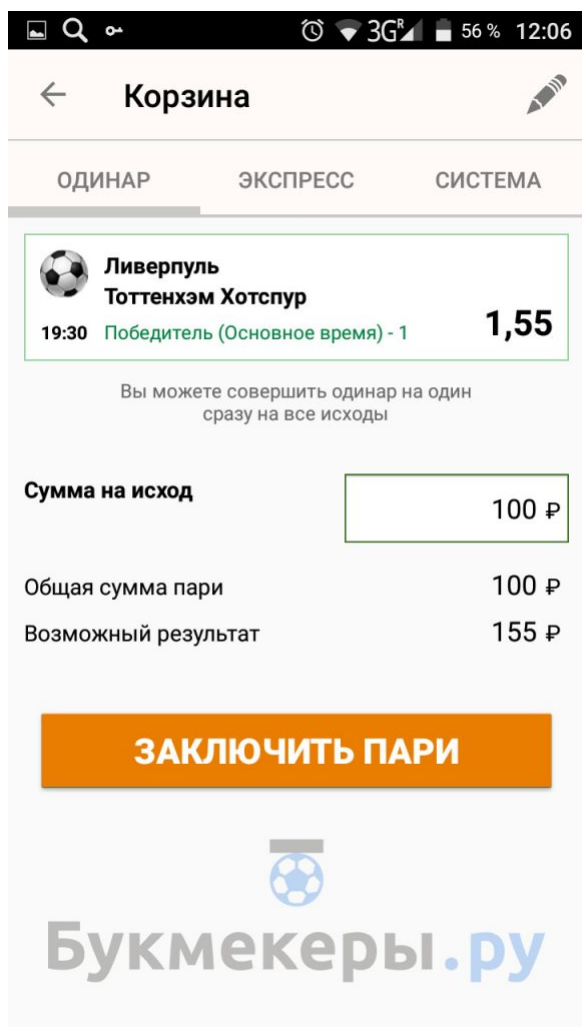 3G R 56 % 12:06
Корзина
ОДИНАР ЭКСПРЕСС СИСТЕМА
Ливерпуль
Тоттенхэм Хотспур
19:30 Победитель (Основное время) - 1 1,55
Вы можете совершить одинар на один
сразу на все исходы
Сумма на исход 100 ₽
Общая сумма пари 100 ₽
Возможный результат 155 ₽
ЗАКЛЮЧИТЬ ПАРИ
Букмекеры.ру